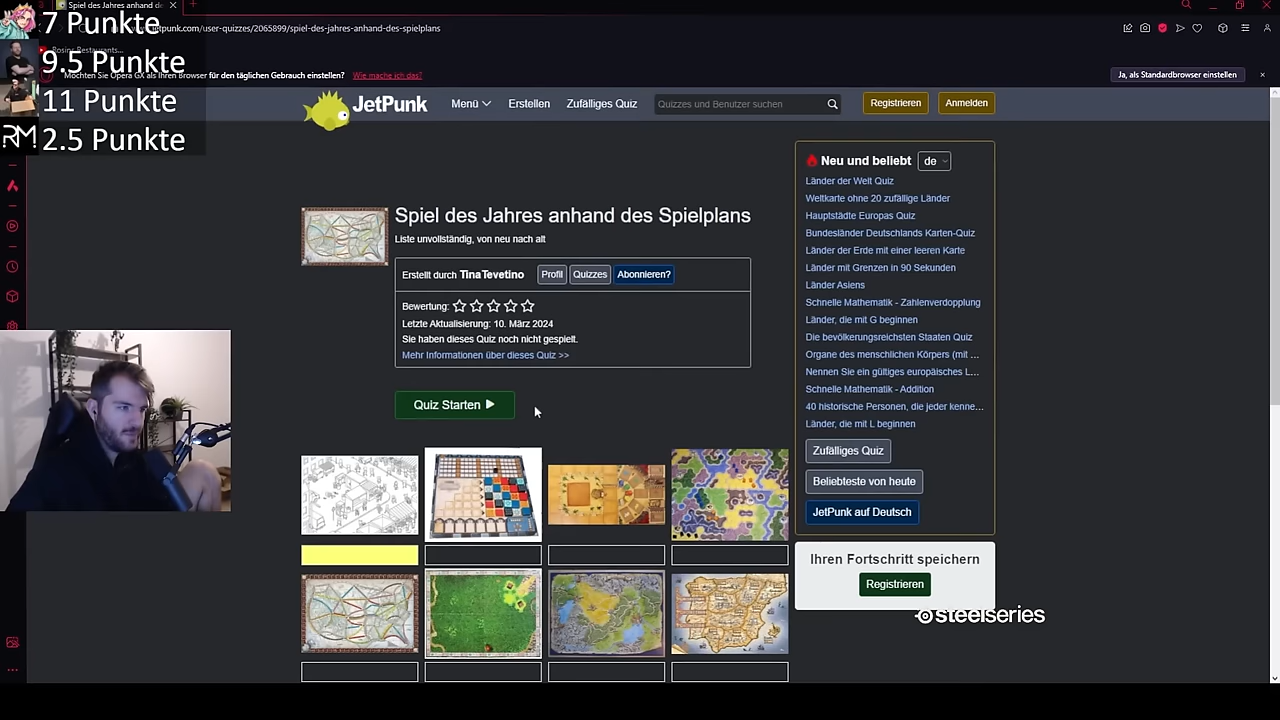 Spiel des Jahres anhand de
7 Punkte
9.5 Punkte
11 Punkte
2.5 Punkte
tpunk.com/user-quizzes/2065899/spiel-des-jahres-anhand-des-spielplans
Rosins Restaurants...
Möchten Sie Opera GX als Ihren Browser für den täglichen Gebrauch einstellen?
Wie mache ich das?
Ja, als Standardbrowser einstellen
JetPunk
Menü
Erstellen
Zufälliges Quiz
Quizzes und Benutzer suchen
Registrieren
Anmelden
RM
Spiel des Jahres anhand des Spielplans
Liste unvollständig, von neu nach alt
Erstellt durch TinaTevetino
Profil
Quizzes
Abonnieren?
Bewertung:
Letzte Aktualisierung: 10. März 2024
Sie haben dieses Quiz noch nicht gespielt.
Mehr Informationen über dieses Quiz >>
Quiz Starten
Neu und beliebt
de
Länder der Welt Quiz
Weltkarte ohne 20 zufällige Länder
Hauptstädte Europas Quiz
Bundesländer Deutschlands Karten-Quiz
Länder der Erde mit einer leeren Karte
Länder mit Grenzen in 90 Sekunden
Länder Asiens
Schnelle Mathematik - Zahlenverdopplung
Länder, die mit G beginnen
Die bevölkerungsreichsten Staaten Quiz
Organe des menschlichen Körpers (mit ...
Nennen Sie ein gültiges europäisches L...
Schnelle Mathematik - Addition
40 historische Personen, die jeder kenne...
Länder, die mit L beginnen
Zufälliges Quiz
Beliebteste von heute
JetPunk auf Deutsch
Ihren Fortschritt speichern
Registrieren
steelseries